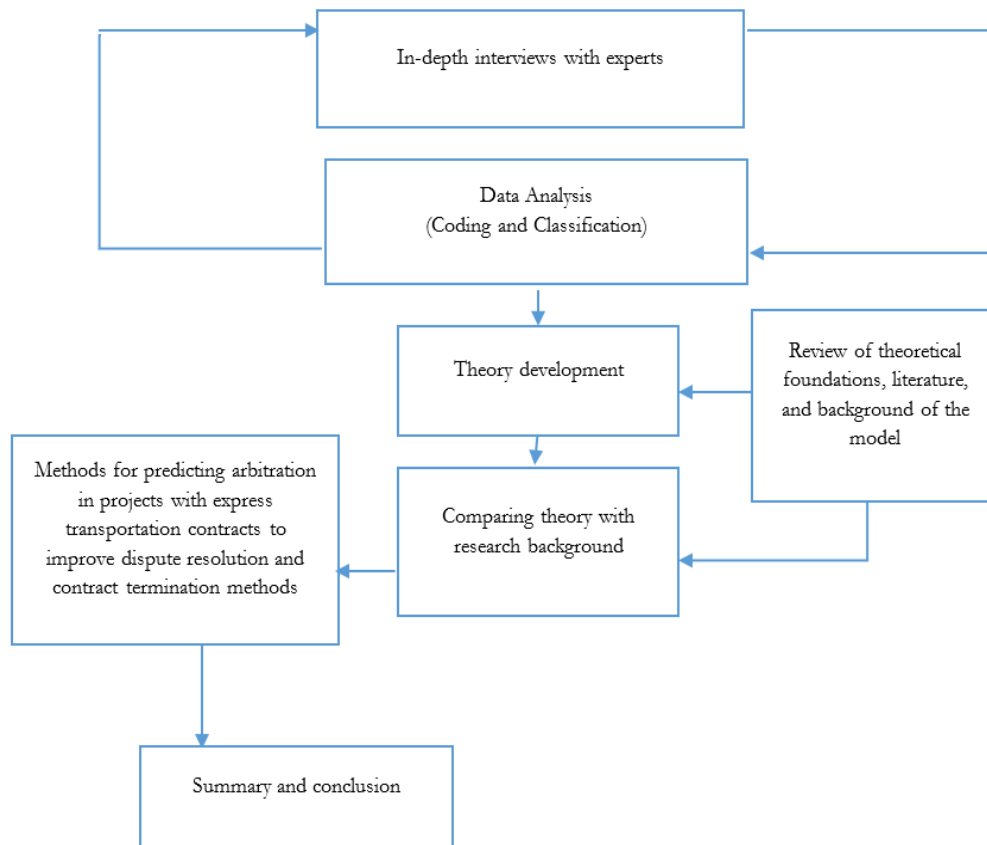 In-depth interviews with experts
Data Analysis
(Coding and Classification)
Theory development
Review of theoretical
foundations, literature,
and background of the
model
Methods for predicting arbitration
in projects with express
transportation contracts to
improve dispute resolution and
contract termination methods
Comparing theory with
research background
Summary and conclusion